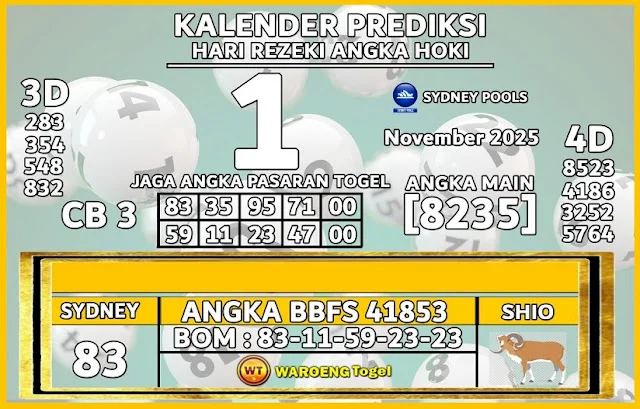 KALENDER PREDIKSI
HARI REZEKI ANGKA HOKI
1
SYDNEY POOLS
November 2025
3D
283
354
548
832
CB 3
JAGA ANGKA PASARAN TOGEL
83 35 95 71 00
59 11 23 47 00
ANGKA MAIN
[8235]
4D
8523
4186
3252
5764
SYDNEY
83
ANGKA BBFS 41853
BOM : 83-11-59-23-23
WT WAROENG Togel
SHIO